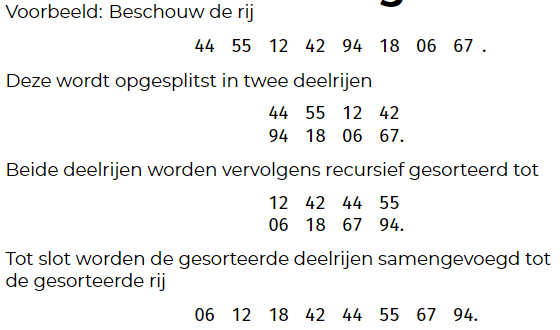 Voorbeeld: Beschouw de rij
44 55 12 42 94 18 06 67 .
Deze wordt opgesplitst in twee deelrijen
44 55 12 42
94 18 06 67.
Beide deelrijen worden vervolgens recursief gesorteerd tot
12 42 44 55
06 18 67 94.
Tot slot worden de gesorteerde deelrijen samengevoegd tot
de gesorteerde rij
06 12 18 42 44 55 67 94.